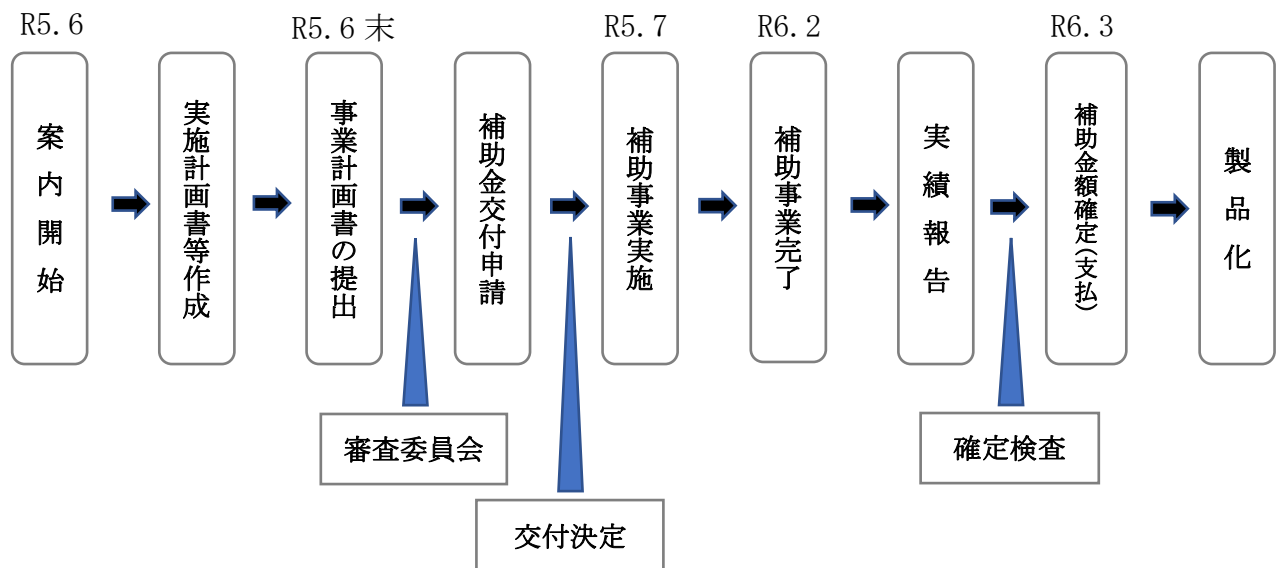 R5.6
R5.6末
R5.7
R6.2
R6.3
案内開始
実施計画書等作成
事業計画書の提出
補助金交付申請
補助事業実施
補助事業完了
実績報告
補助金額確定(支払)
製品化
審査委員会
確定検査
交付決定